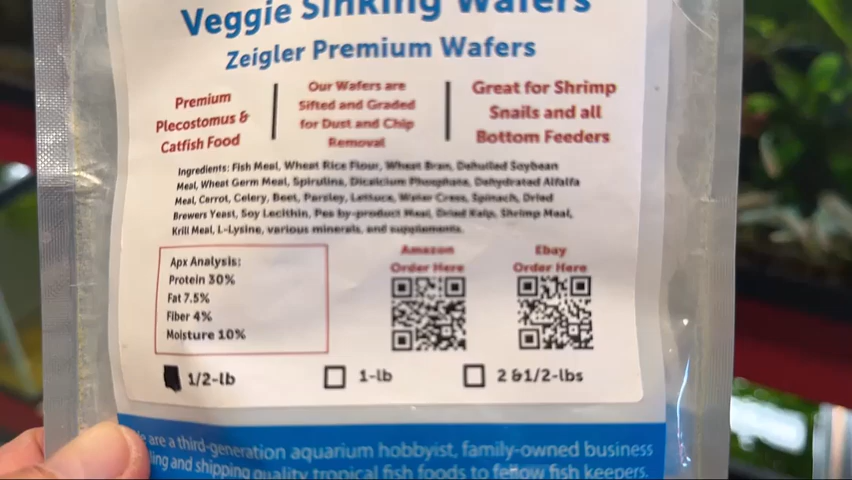 Veggie Sinking Wafers
Zeigler Premium Wafers
Premium
Plecostomus &
Catfish Food
Our Wafers are
Sifted and Graded
for Dust and Chip
Removal
Great for Shrimp
Snails and all
Bottom Feeders
Ingredients: Fish Meal, Wheat Rice Flour, Wheat Bran, Dehulled Soybean
Meal, Wheat Germ Meal, Spirulina, Dicalcium Phosphate, Dehydrated Alfalfa
Meal, Carrot, Celery, Beet, Parsley, Lettuce, Water Cress, Spinach, Dried
Brewers Yeast, Soy Lecithin, Pea by-product Meal, Dried Kelp, Shrimp Meal,
Krill Meal, L-Lysine, various minerals, and supplements.
Apx Analysis:
Protein 30%
Fat 7.5%
Fiber 4%
Moisture 10%
Amazon
Order Here
Ebay
Order Here
1/2-lb
1-lb
2 &1/2-lbs
are a third-generation aquarium hobbyist, family-owned business
and shipping quality tropical fish foods to fellow fish keepers.